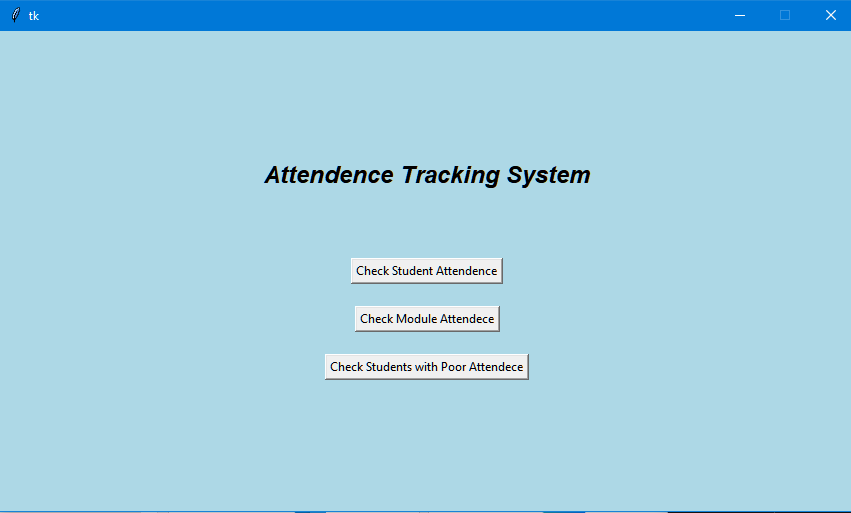 tk
Attendence Tracking System
Check Student Attendence
Check Module Attendece
Check Students with Poor Attendece